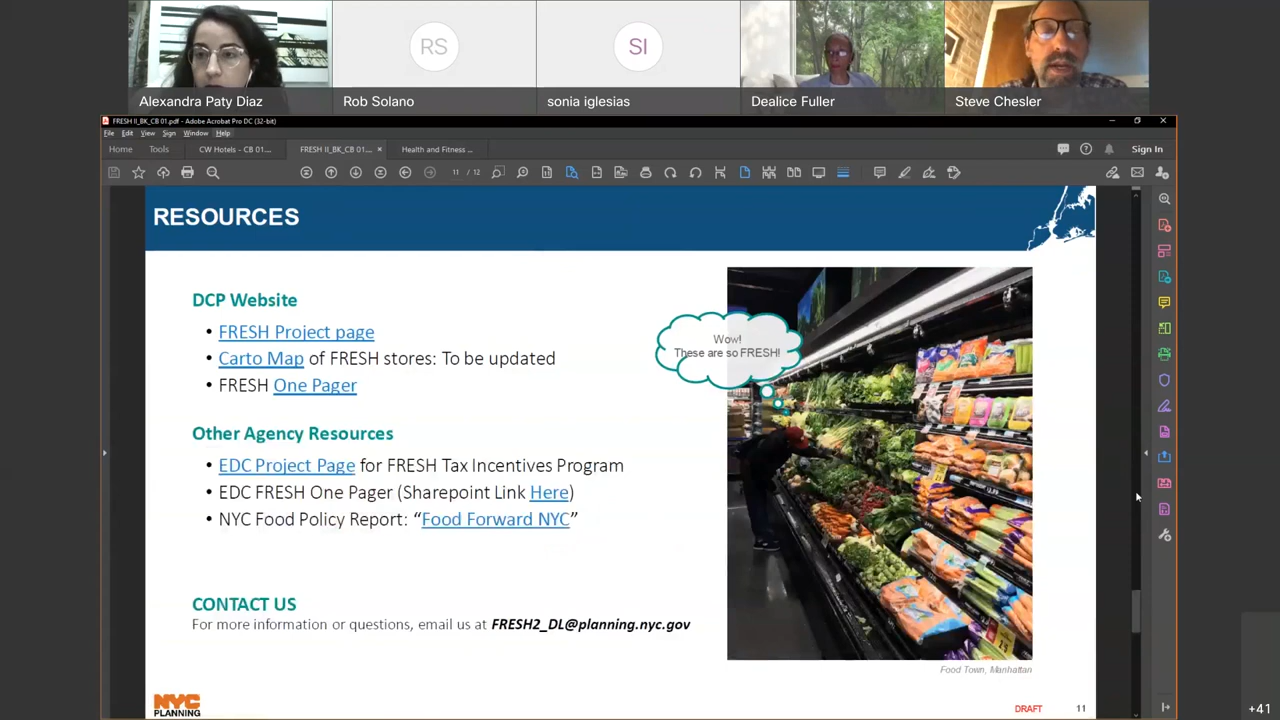 RS
SI
Alexandra Paty Diaz
Rob Solano
sonia iglesias
Dealice Fuller
Steve Chesler
FRESH II_BK_CB 01.pdf - Adobe Acrobat Pro DC (32-bit)
File Edit View Sign Window Help
Home Tools CW Hotels - CB 01.... FRESH II_BK_CB 01.... × Health and Fitness ... Sign In
11 / 12
RESOURCES
DCP Website
• FRESH Project page
• Carto Map of FRESH stores: To be updated
• FRESH One Pager
Other Agency Resources
• EDC Project Page for FRESH Tax Incentives Program
• EDC FRESH One Pager (Sharepoint Link Here)
• NYC Food Policy Report: “Food Forward NYC”
Wow!
These are so FRESH!
CONTACT US
For more information or questions, email us at FRESH2_DL@planning.nyc.gov
Food Town, Manhattan
NYC
PLANNING
DRAFT 11
+41